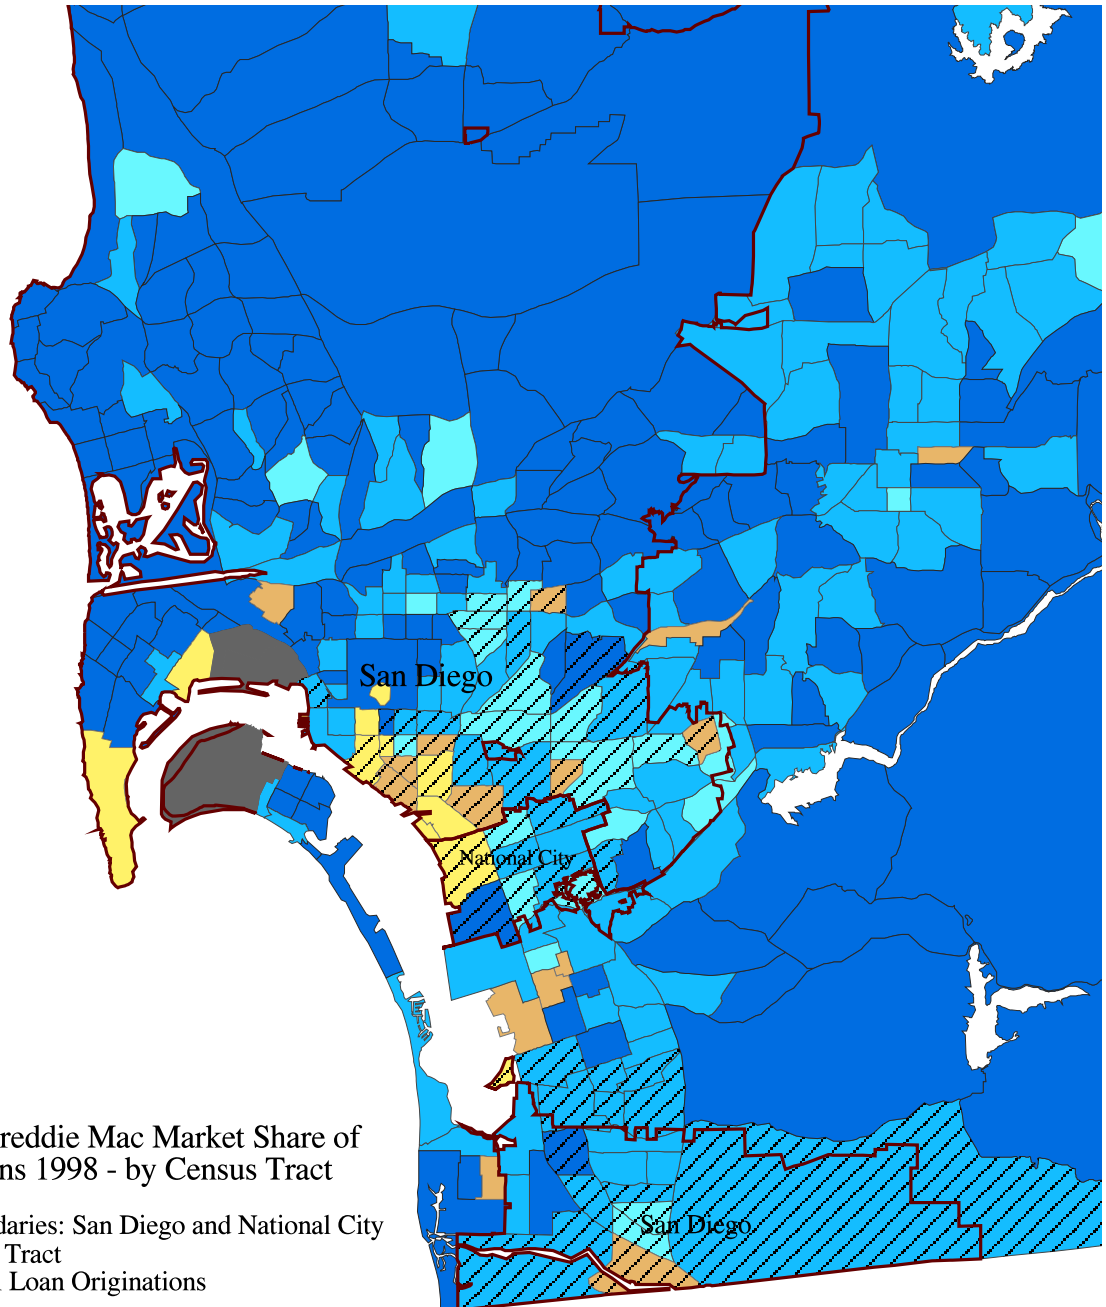 San Diego
National City
reddie Mac Market Share of
ns 1998 - by Census Tract
San Diego
daries: San Diego and National City
Tract
Loan Originations